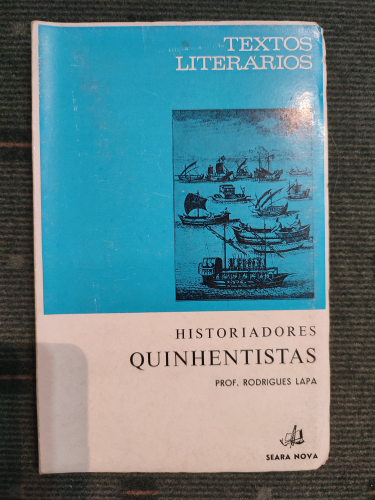 TEXTOS
LITERÁRIOS
HISTORIADORES
QUINHENTISTAS
PROF. RODRIGUES LAPA
SEARA NOVA